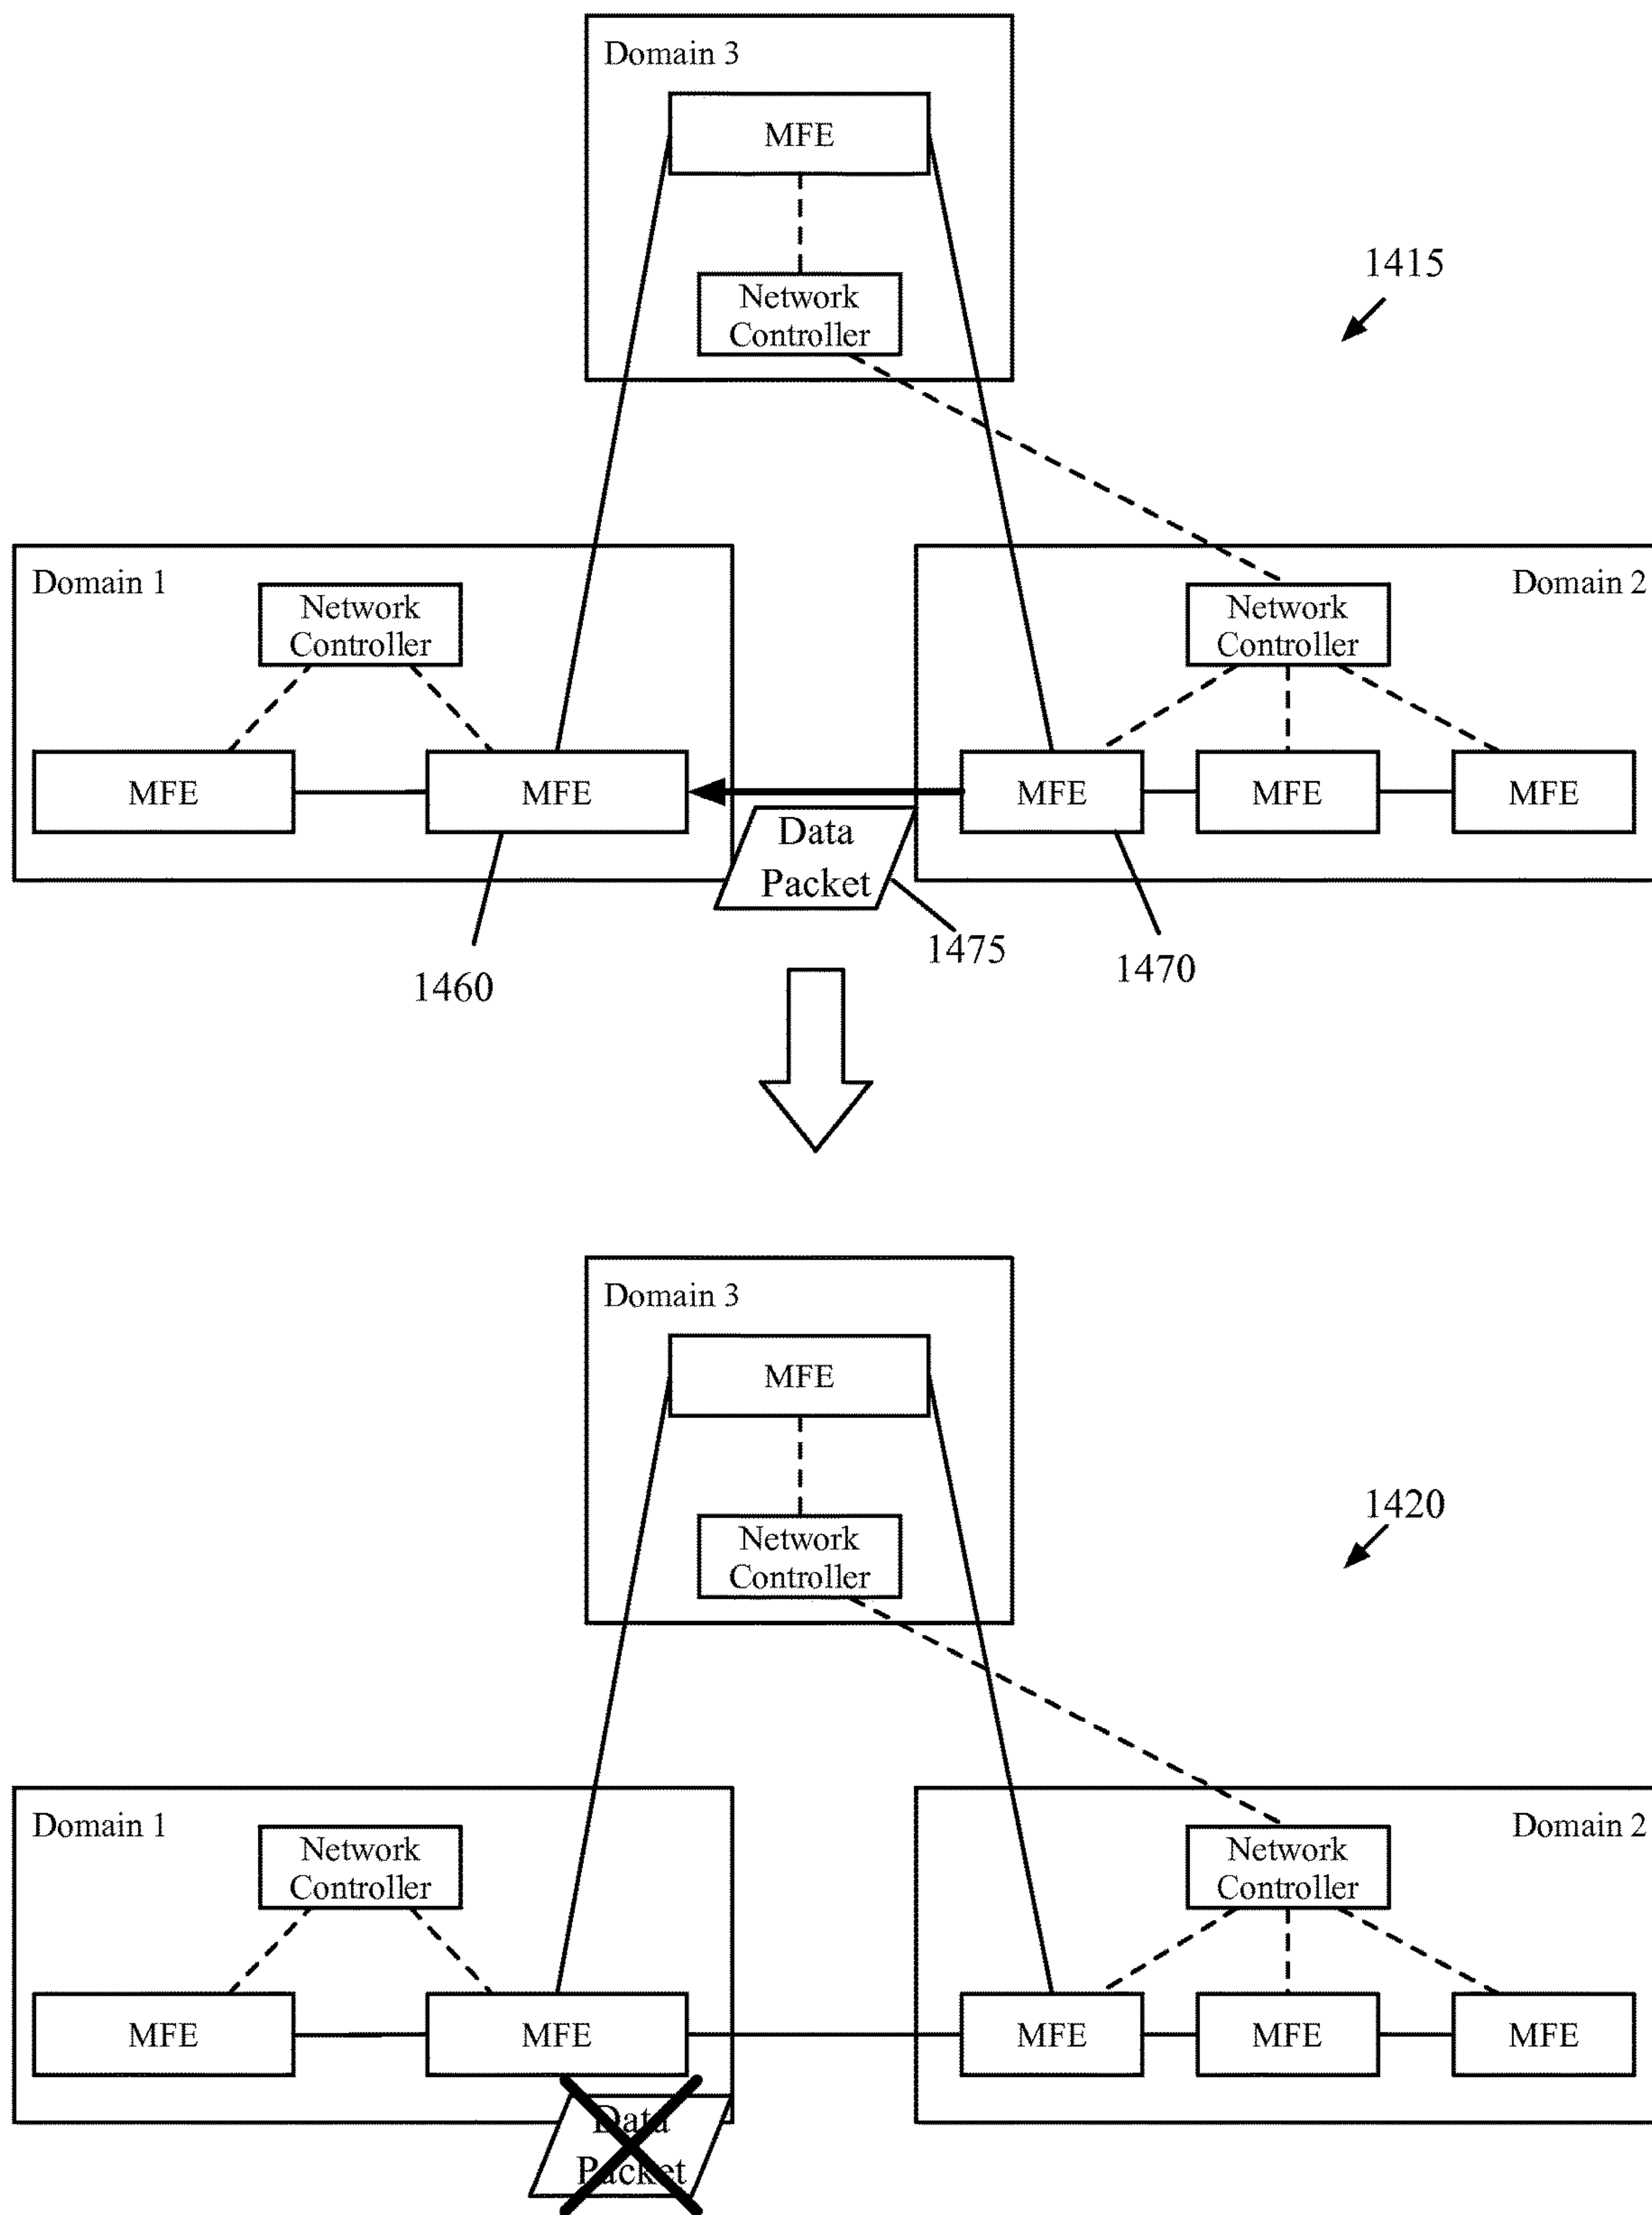 Domain 3
MFE
Network
Controller
1415
Domain 1
Network
Controller
Domain 2
Network
Controller
MFE
MFE
MFE
MFE
MFE
Data
Packet
1475
1470
1460
Domain 3
MFE
Network
Controller
1420
Domain 1
Network
Controller
Domain 2
Network
Controller
MFE
MFE
MFE
MFE
MFE
Data
Packet